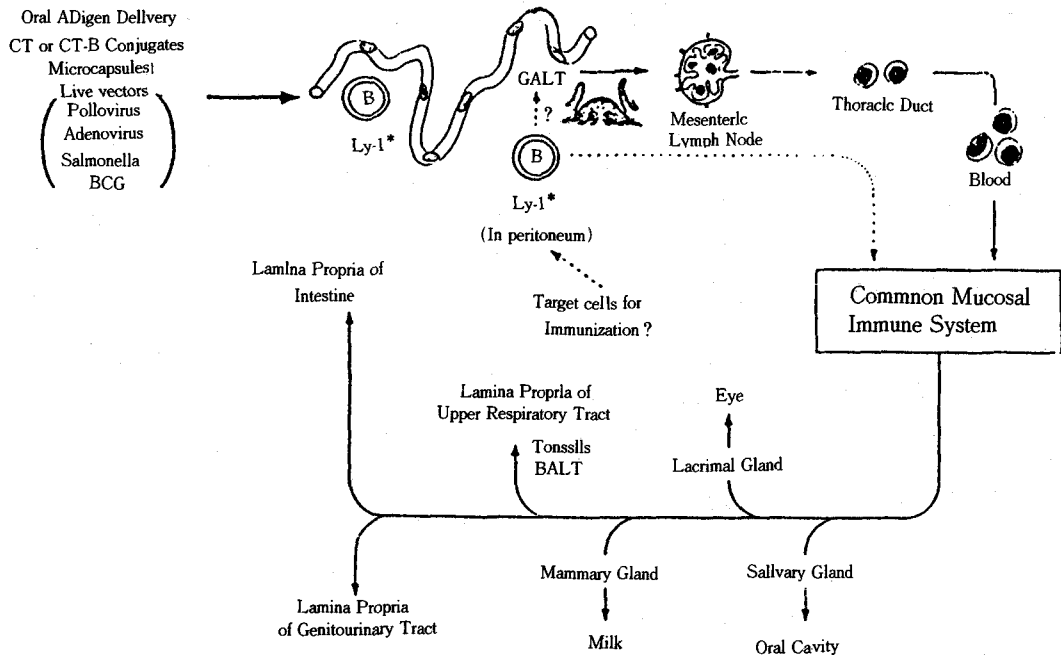 Oral ADigen Dellvery
CT or CT-B Conjugates
Microcapsules
Live vectors
Pollovirus
Adenovirus
Salmonella
BCG
B
Ly-1*
GALT
?
B
Ly-1*
(In peritoneum)
Target cells for
Immunization ?
Mesenterlc
Lymph Node
Thoraclc Duct
Blood
Commnon Mucosal
Immune System
Lamlna Propria of
Intestine
Lamina Proprla of
Upper Respiratory Tract
Tonsslls
BALT
Eye
Lacrimal Gland
Mammary Gland
Milk
Sallvary Gland
Oral Cavity
Lamina Propria
of Genitourinary Tract